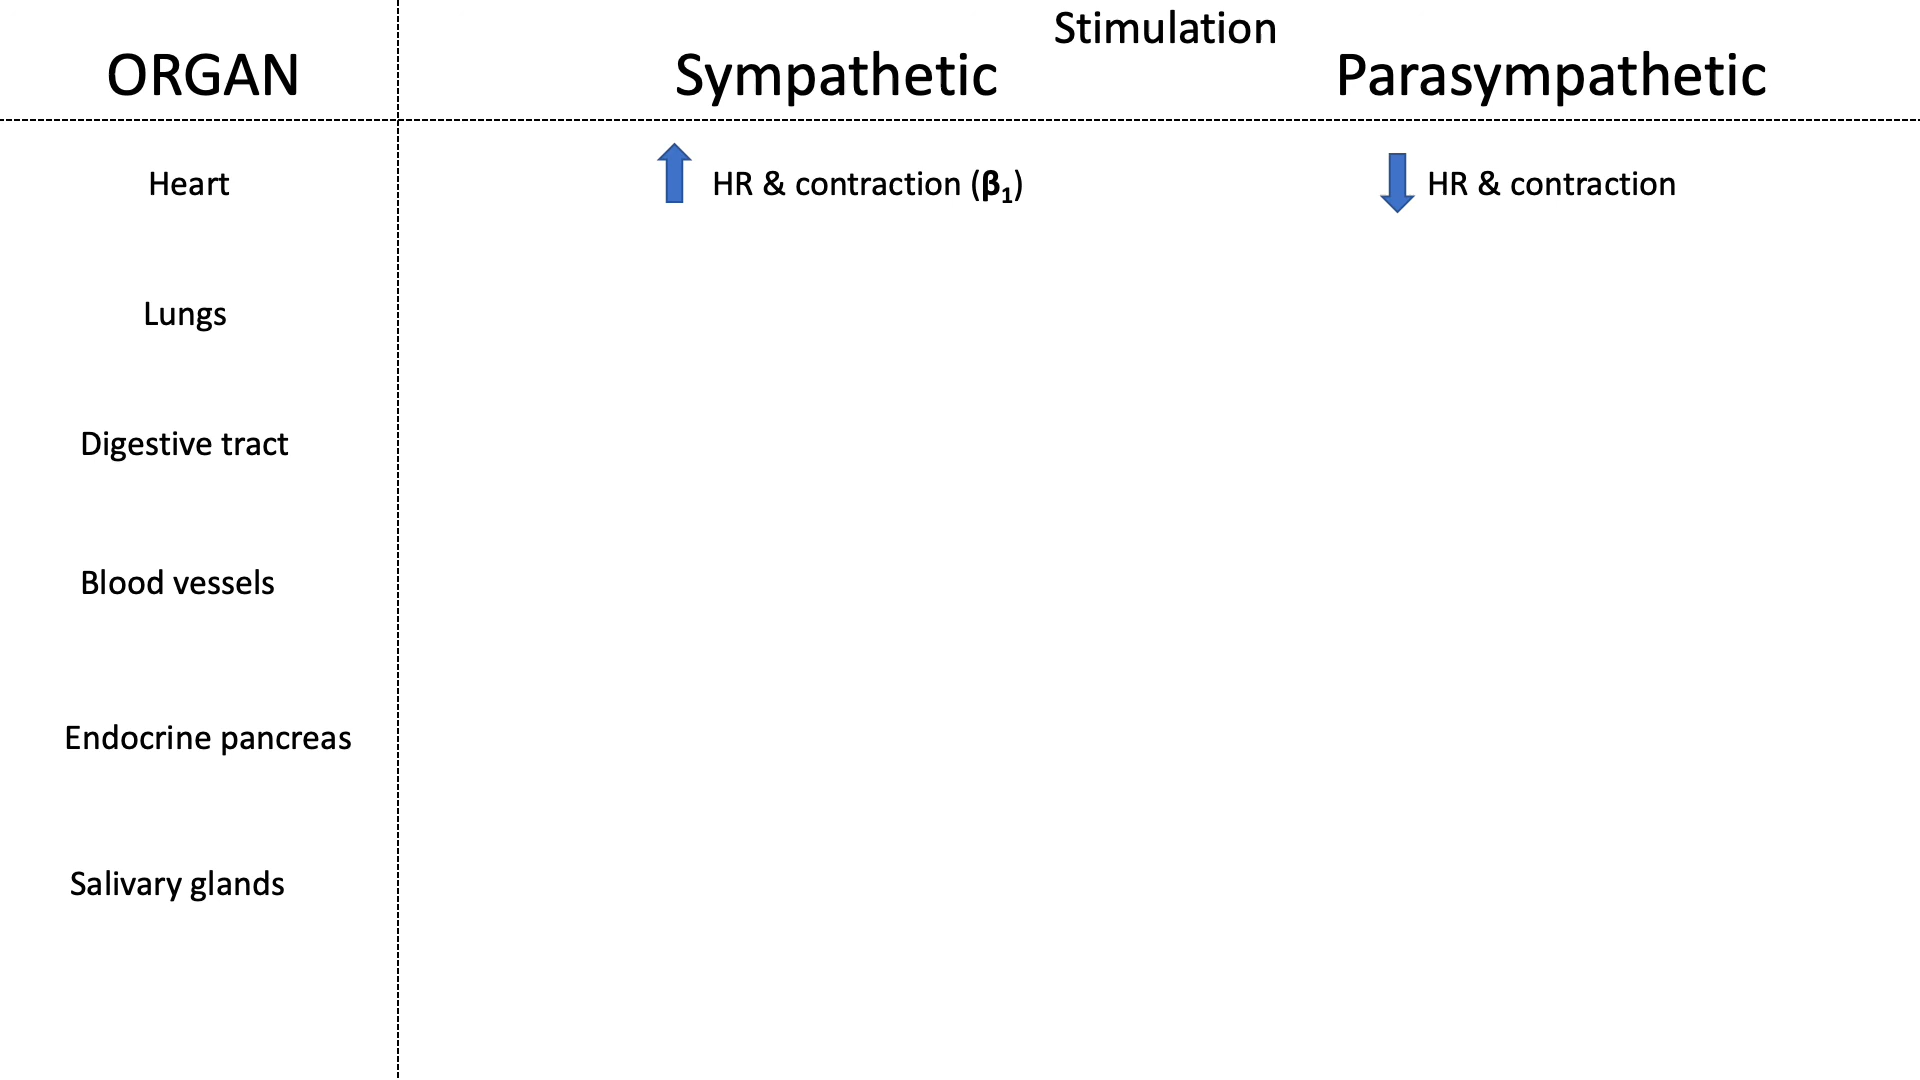 Stimulation
ORGAN Sympathetic Parasympathetic
Heart HR & contraction (β₁) HR & contraction
Lungs
Digestive tract
Blood vessels
Endocrine pancreas
Salivary glands